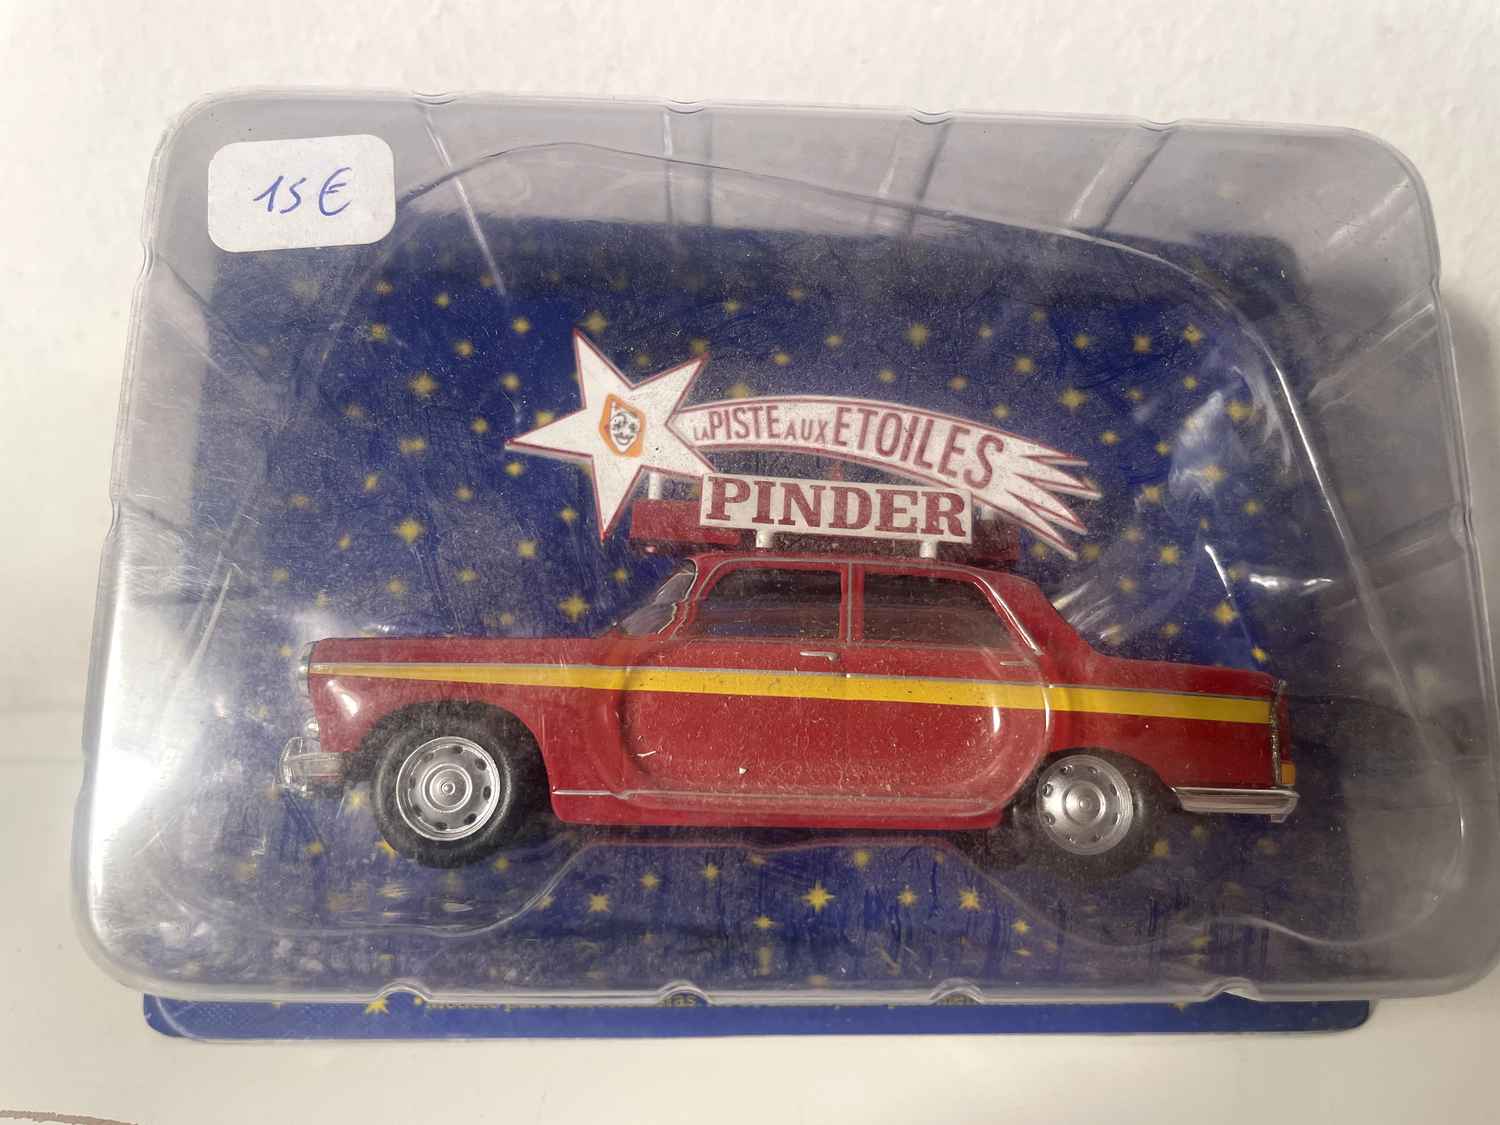 15€
LA PISTE AUX ETOILES
PINDER